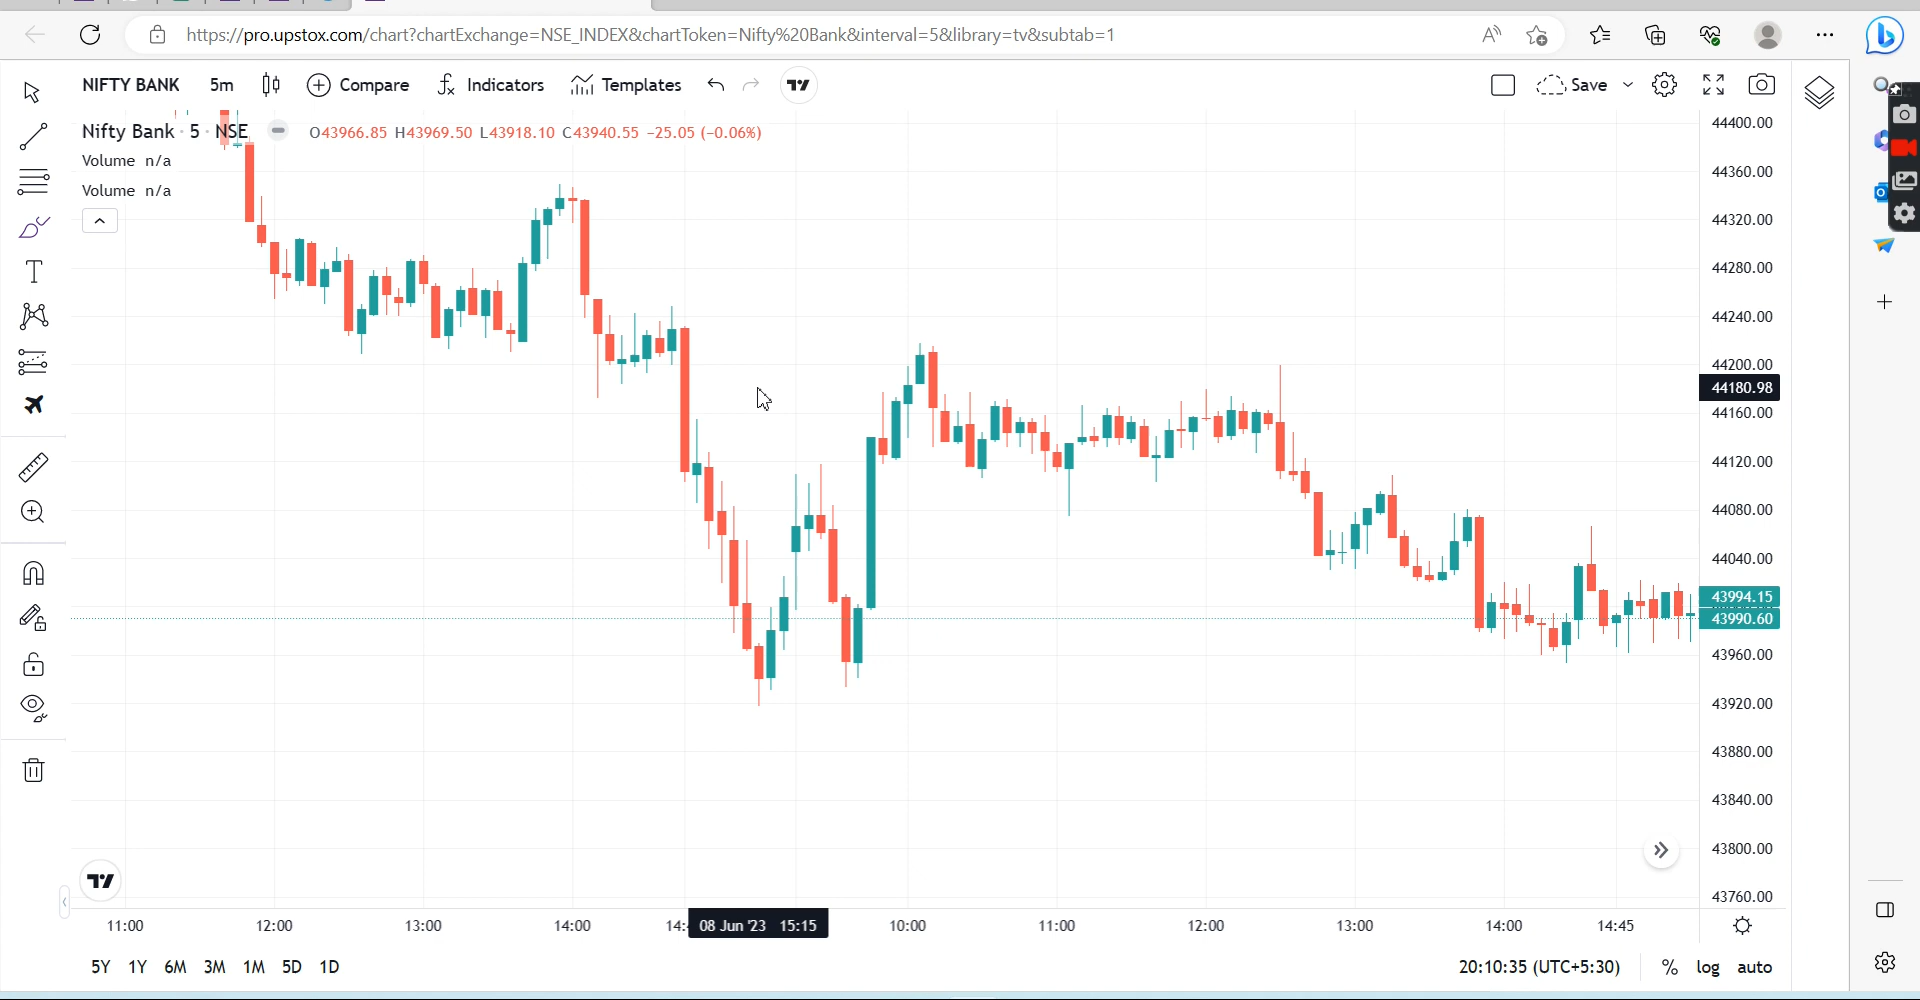 https://pro.upstox.com/chart?chartExchange=NSE_INDEX&chartToken=Nifty%20Bank&interval=5&library=tv&subtab=1
NIFTY BANK 5m Compare Indicators Templates Save
Nifty Bank · 5 · NSE O43966.85 H43969.50 L43918.10 C43940.55 −25.05 (−0.06%)
Volume n/a
Volume n/a
44400.00
44360.00
44320.00
44280.00
44240.00
44200.00
44180.98
44160.00
44120.00
44080.00
44040.00
43994.15
43990.60
43960.00
43920.00
43880.00
43840.00
43800.00
43760.00
11:00 12:00 13:00 14:00 08 Jun '23 15:15 10:00 11:00 12:00 13:00 14:00 14:45
5Y 1Y 6M 3M 1M 5D 1D 20:10:35 (UTC+5:30) % log auto